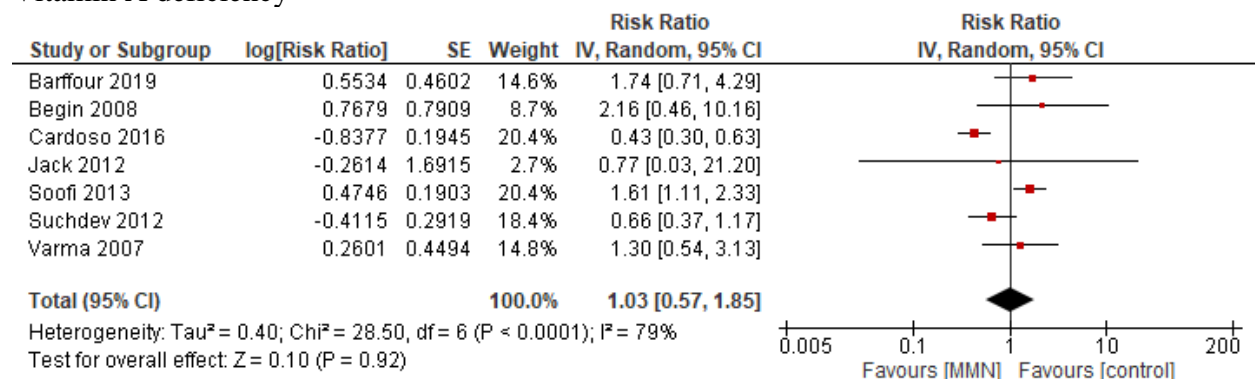 Vitamin A deficiency
Risk Ratio Risk Ratio
Study or Subgroup log[Risk Ratio] SE Weight IV, Random, 95% CI IV, Random, 95% CI
Barffour 2019 0.5534 0.4602 14.6% 1.74 [0.71, 4.29]
Begin 2008 0.7679 0.7909 8.7% 2.16 [0.46, 10.16]
Cardoso 2016 -0.8377 0.1945 20.4% 0.43 [0.30, 0.63]
Jack 2012 -0.2614 1.6915 2.7% 0.77 [0.03, 21.20]
Soofi 2013 0.4746 0.1903 20.4% 1.61 [1.11, 2.33]
Suchdev 2012 -0.4115 0.2919 18.4% 0.66 [0.37, 1.17]
Varma 2007 0.2601 0.4494 14.8% 1.30 [0.54, 3.13]
Total (95% CI) 100.0% 1.03 [0.57, 1.85]
Heterogeneity: Tau² = 0.40; Chi² = 28.50, df = 6 (P < 0.0001); I² = 79%
Test for overall effect: Z = 0.10 (P = 0.92)
0.005 0.1 1 10 200
Favours [MMN] Favours [control]